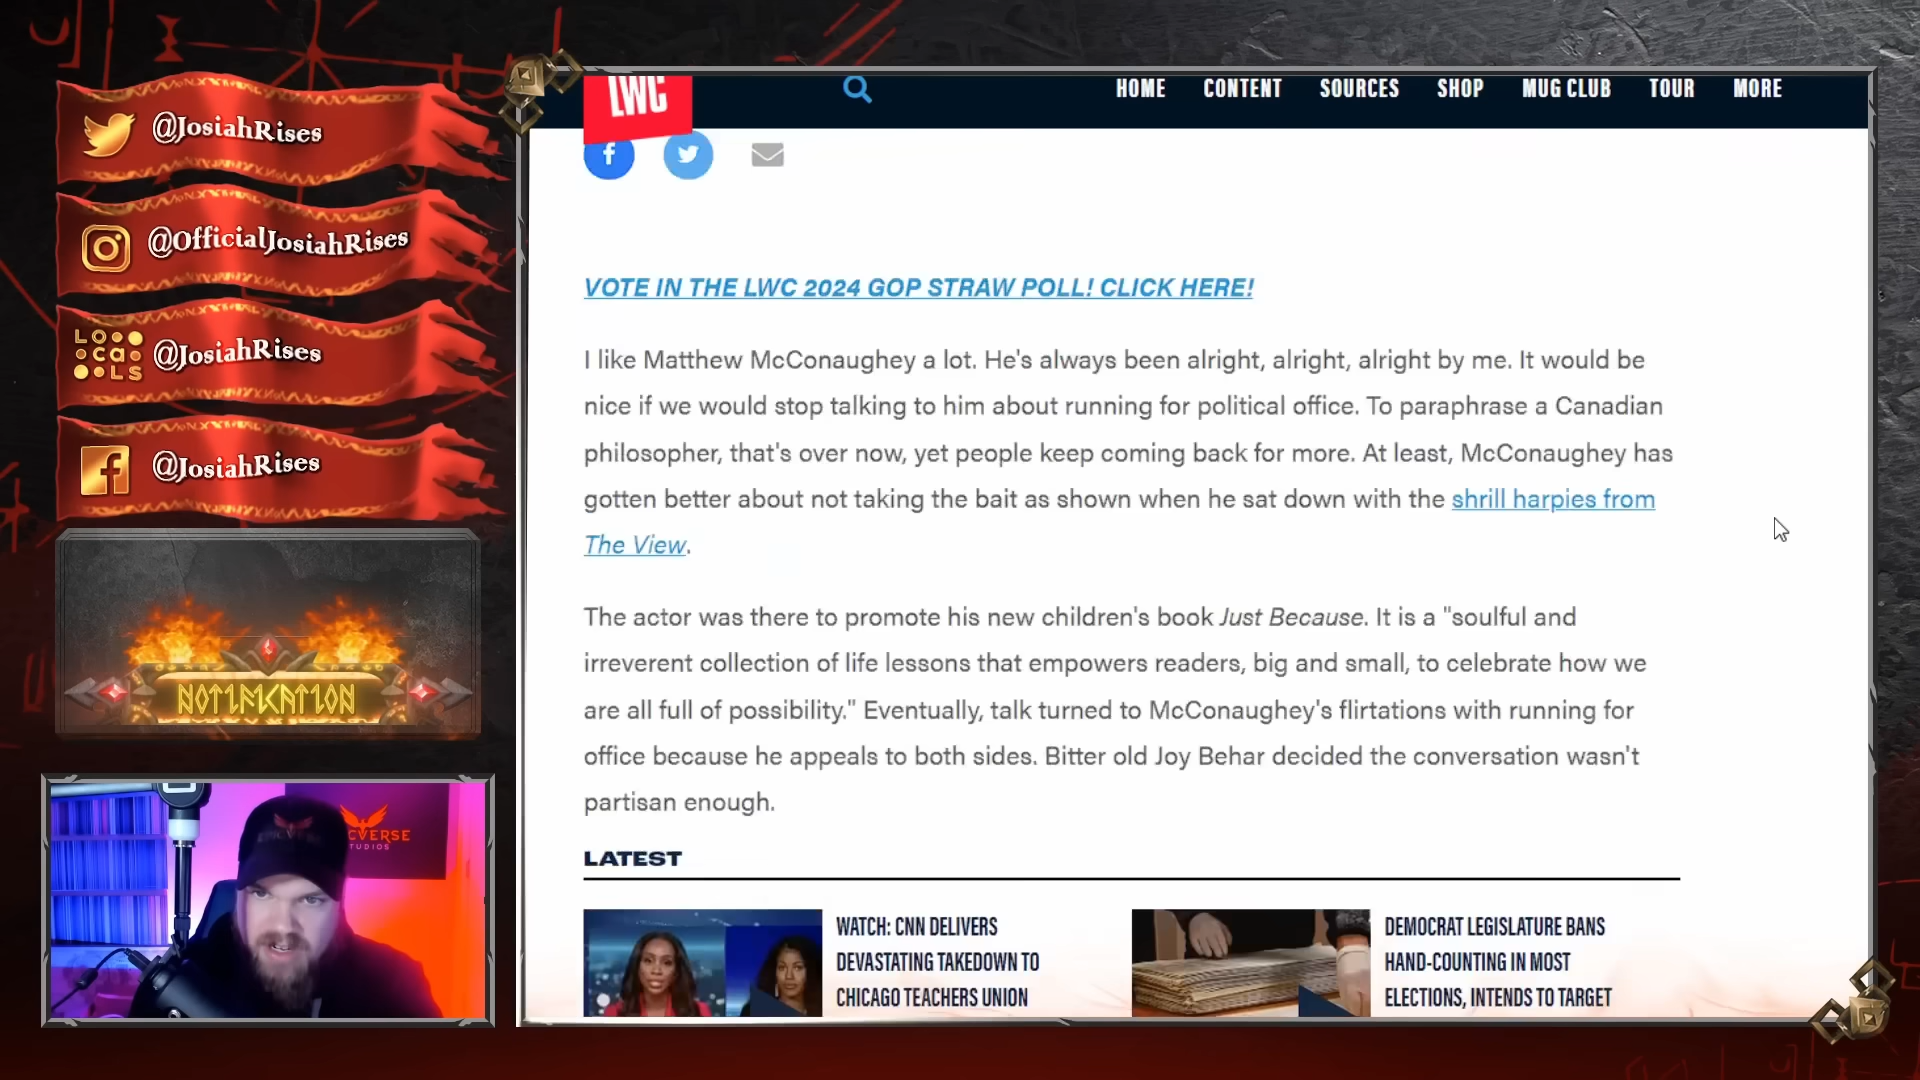 @JosiahRises
@OfficialJosiahRises
LOcaLS @JosiahRises
@JosiahRises
NOTIFICATION
LWC
HOME CONTENT SOURCES SHOP MUG CLUB TOUR MORE
VOTE IN THE LWC 2024 GOP STRAW POLL! CLICK HERE!
I like Matthew McConaughey a lot. He's always been alright, alright, alright by me. It would be
nice if we would stop talking to him about running for political office. To paraphrase a Canadian
philosopher, that's over now, yet people keep coming back for more. At least, McConaughey has
gotten better about not taking the bait as shown when he sat down with the shrill harpies from
The View.
The actor was there to promote his new children's book Just Because. It is a "soulful and
irreverent collection of life lessons that empowers readers, big and small, to celebrate how we
are all full of possibility." Eventually, talk turned to McConaughey's flirtations with running for
office because he appeals to both sides. Bitter old Joy Behar decided the conversation wasn't
partisan enough.
LATEST
WATCH: CNN DELIVERS
DEVASTATING TAKEDOWN TO
CHICAGO TEACHERS UNION
DEMOCRAT LEGISLATURE BANS
HAND-COUNTING IN MOST
ELECTIONS, INTENDS TO TARGET